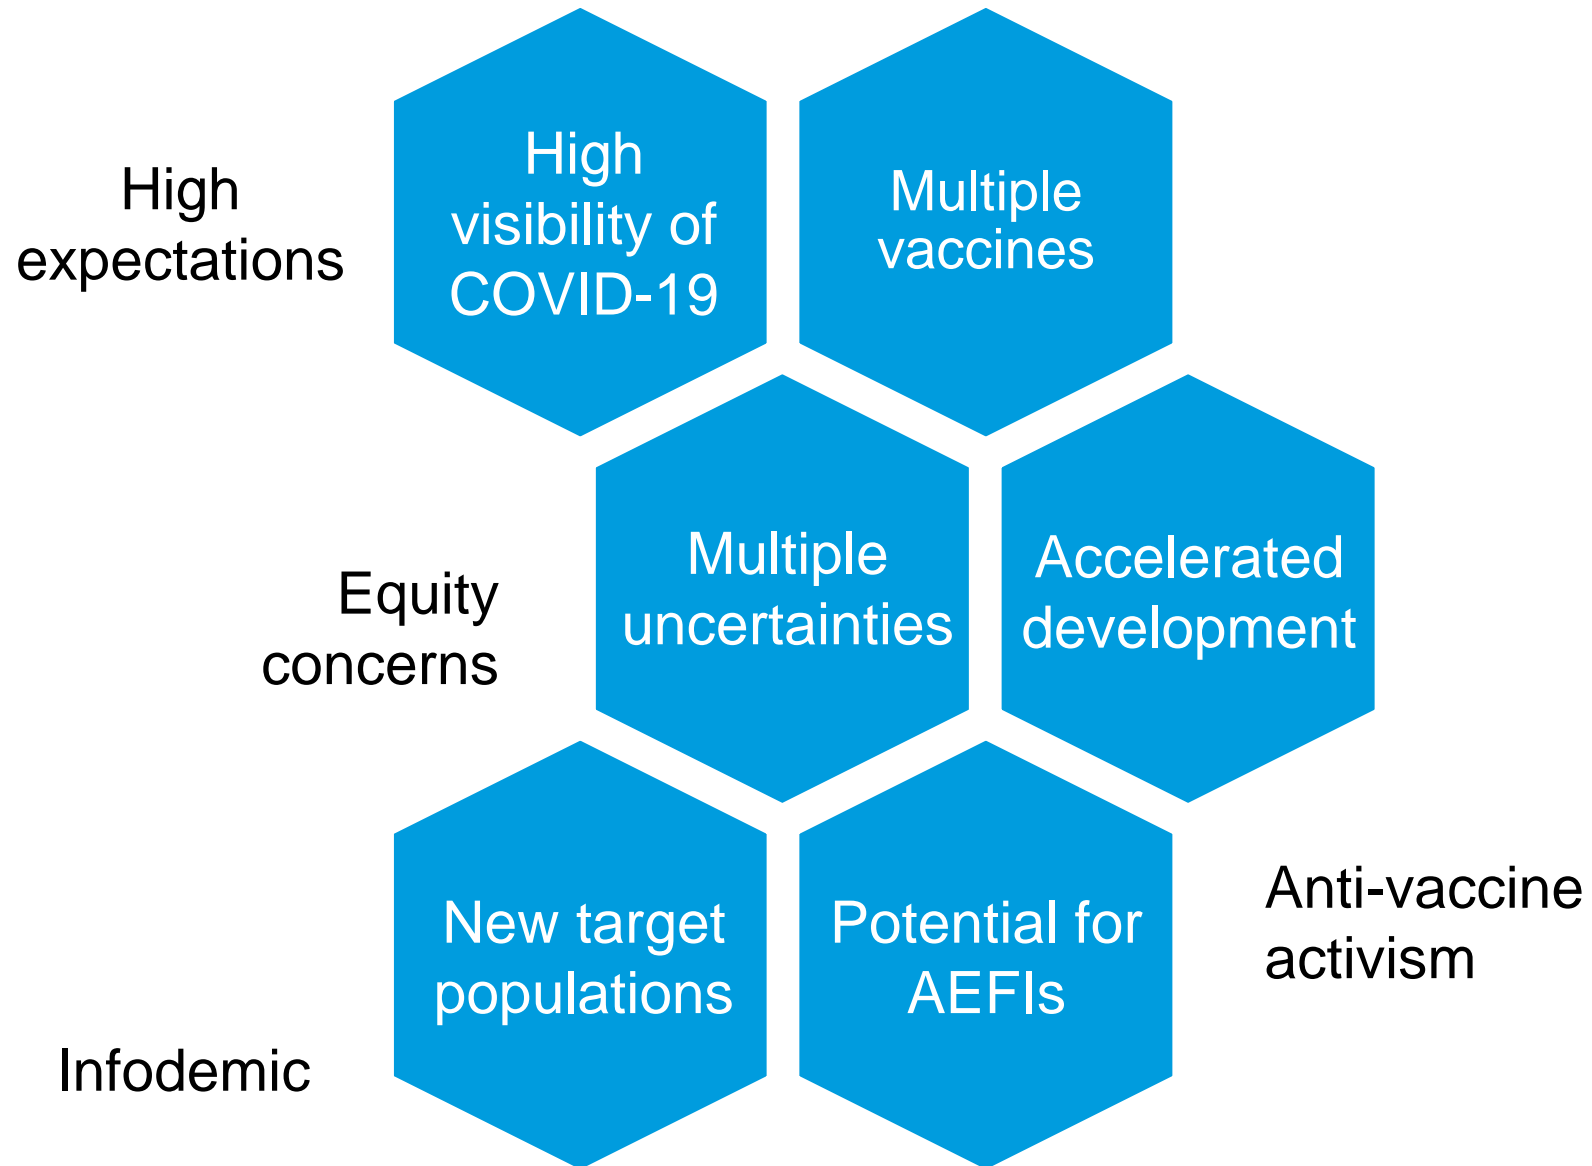 High
expectations
High
visibility of
COVID-19
Multiple
vaccines
Equity
concerns
Multiple
uncertainties
Accelerated
development
New target
populations
Potential for
AEFIs
Anti-vaccine
activism
Infodemic